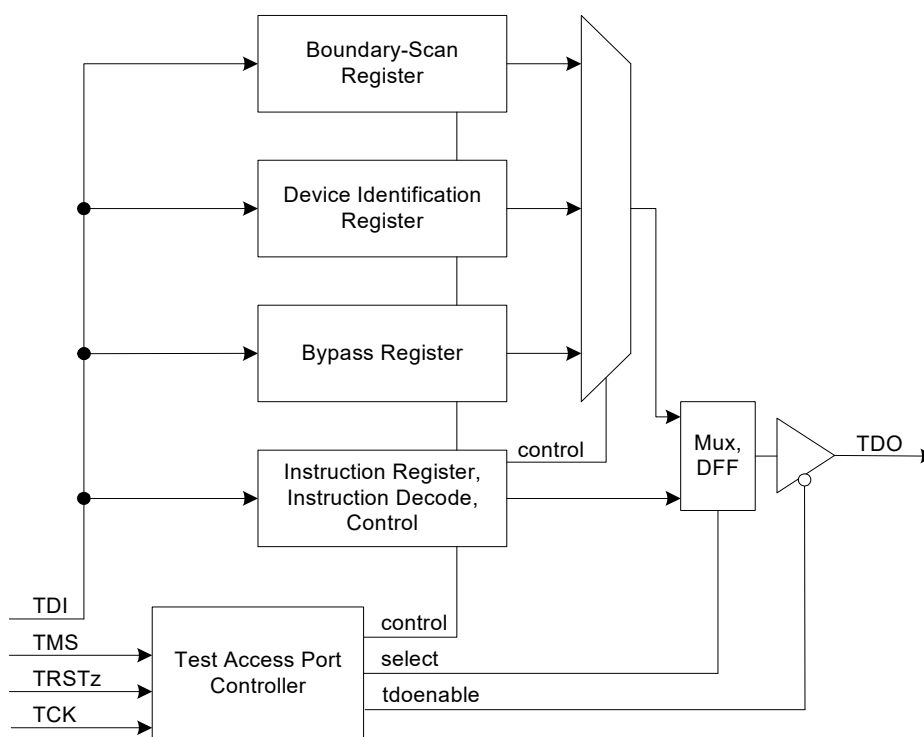 Boundary-Scan
Register
Device Identification
Register
Bypass Register
control
Mux,
DFF
TDO
Instruction Register,
Instruction Decode,
Control
TDI
TMS
TRSTz
TCK
Test Access Port
Controller
control
select
tdoenable